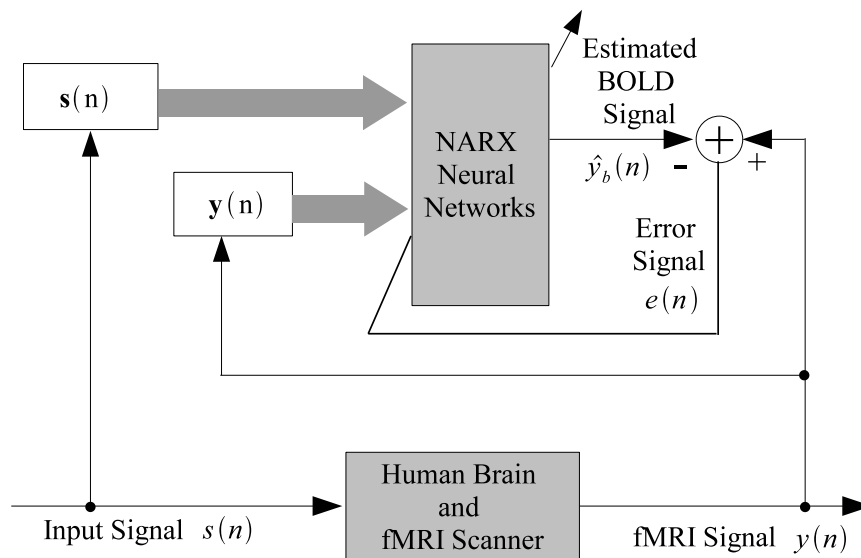 s(n)
y(n)
NARX
Neural
Networks
Estimated
BOLD
Signal
ŷ_b(n)
-
+
+
Error
Signal
e(n)
Human Brain
and
fMRI Scanner
Input Signal s(n)
fMRI Signal y(n)